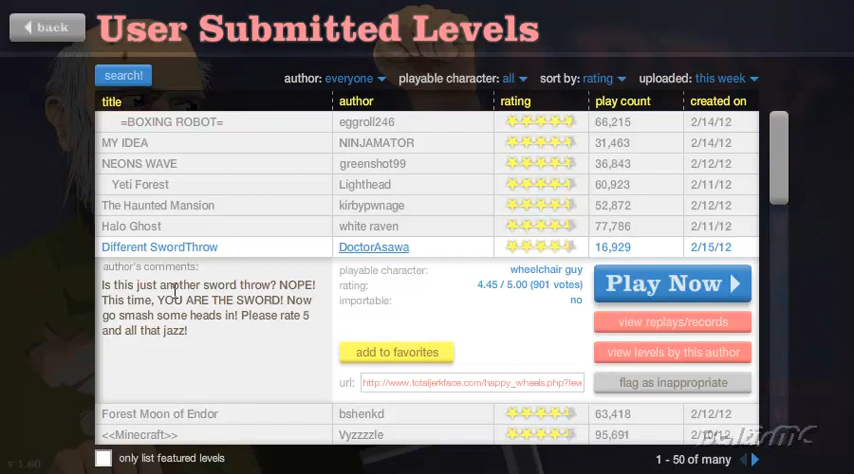 back
User Submitted Levels
search!
author: everyone playable character: all sort by: rating uploaded: this week
title author rating play count created on
=BOXING ROBOT= eggroll246 66,215 2/14/12
MY IDEA NINJAMATOR 31,463 2/14/12
NEONS WAVE greenshot99 36,843 2/12/12
Yeti Forest Lighthead 60,923 2/11/12
The Haunted Mansion kirbypwnage 52,872 2/12/12
Halo Ghost white raven 77,786 2/11/12
Different SwordThrow DoctorAsawa 16,929 2/15/12
author's comments:
Is this just another sword throw? NOPE!
This time, YOU ARE THE SWORD! Now
go smash some heads in! Please rate 5
and all that jazz!
playable character: wheelchair guy
rating: 4.45 / 5.00 (901 votes)
importable: no
add to favorites
url: http://www.totaljerkface.com/happy_wheels.php?leve
Play Now
view replays/records
view levels by this author
flag as inappropriate
Forest Moon of Endor bshenkd 63,418 2/12/12
<<Minecraft>> Vyzzzzle 95,691
only list featured levels
1 - 50 of many
v 1.60